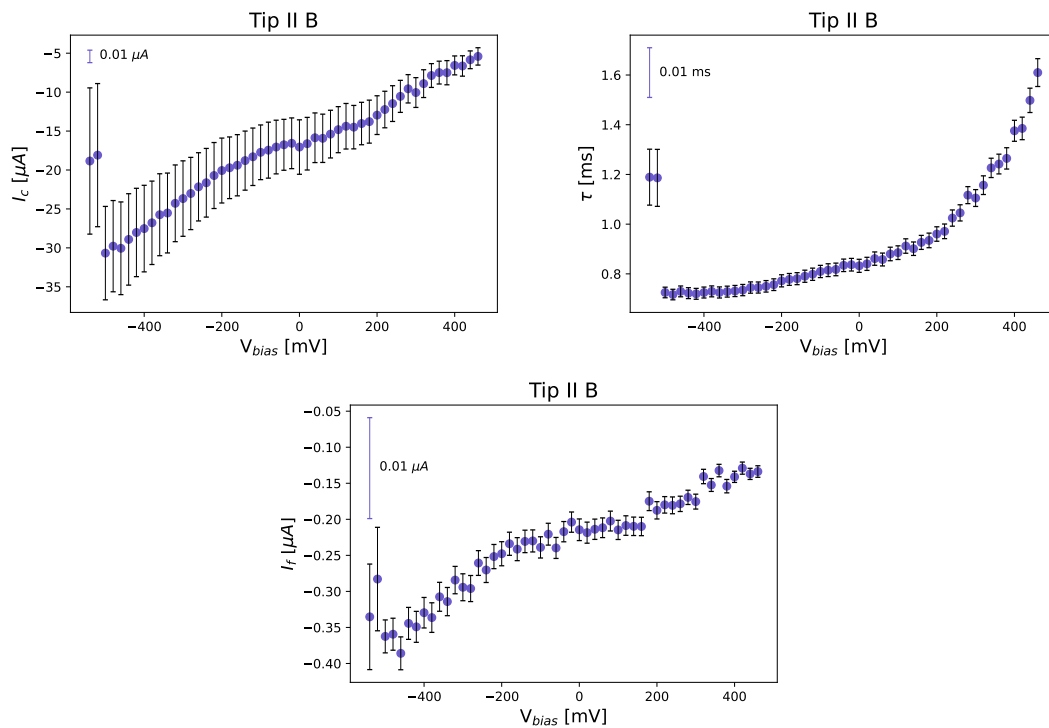 Tip II B
−5
−10
−15
−20
−25
−30
−35
I_c [μA]
0.01 μA
−400
−200
0
200
400
V_bias [mV]
Tip II B
1.6
1.4
1.2
1.0
0.8
τ [ms]
0.01 ms
−400
−200
0
200
400
V_bias [mV]
Tip II B
−0.05
−0.10
−0.15
−0.20
−0.25
−0.30
−0.35
−0.40
I_f [μA]
0.01 μA
−400
−200
0
200
400
V_bias [mV]